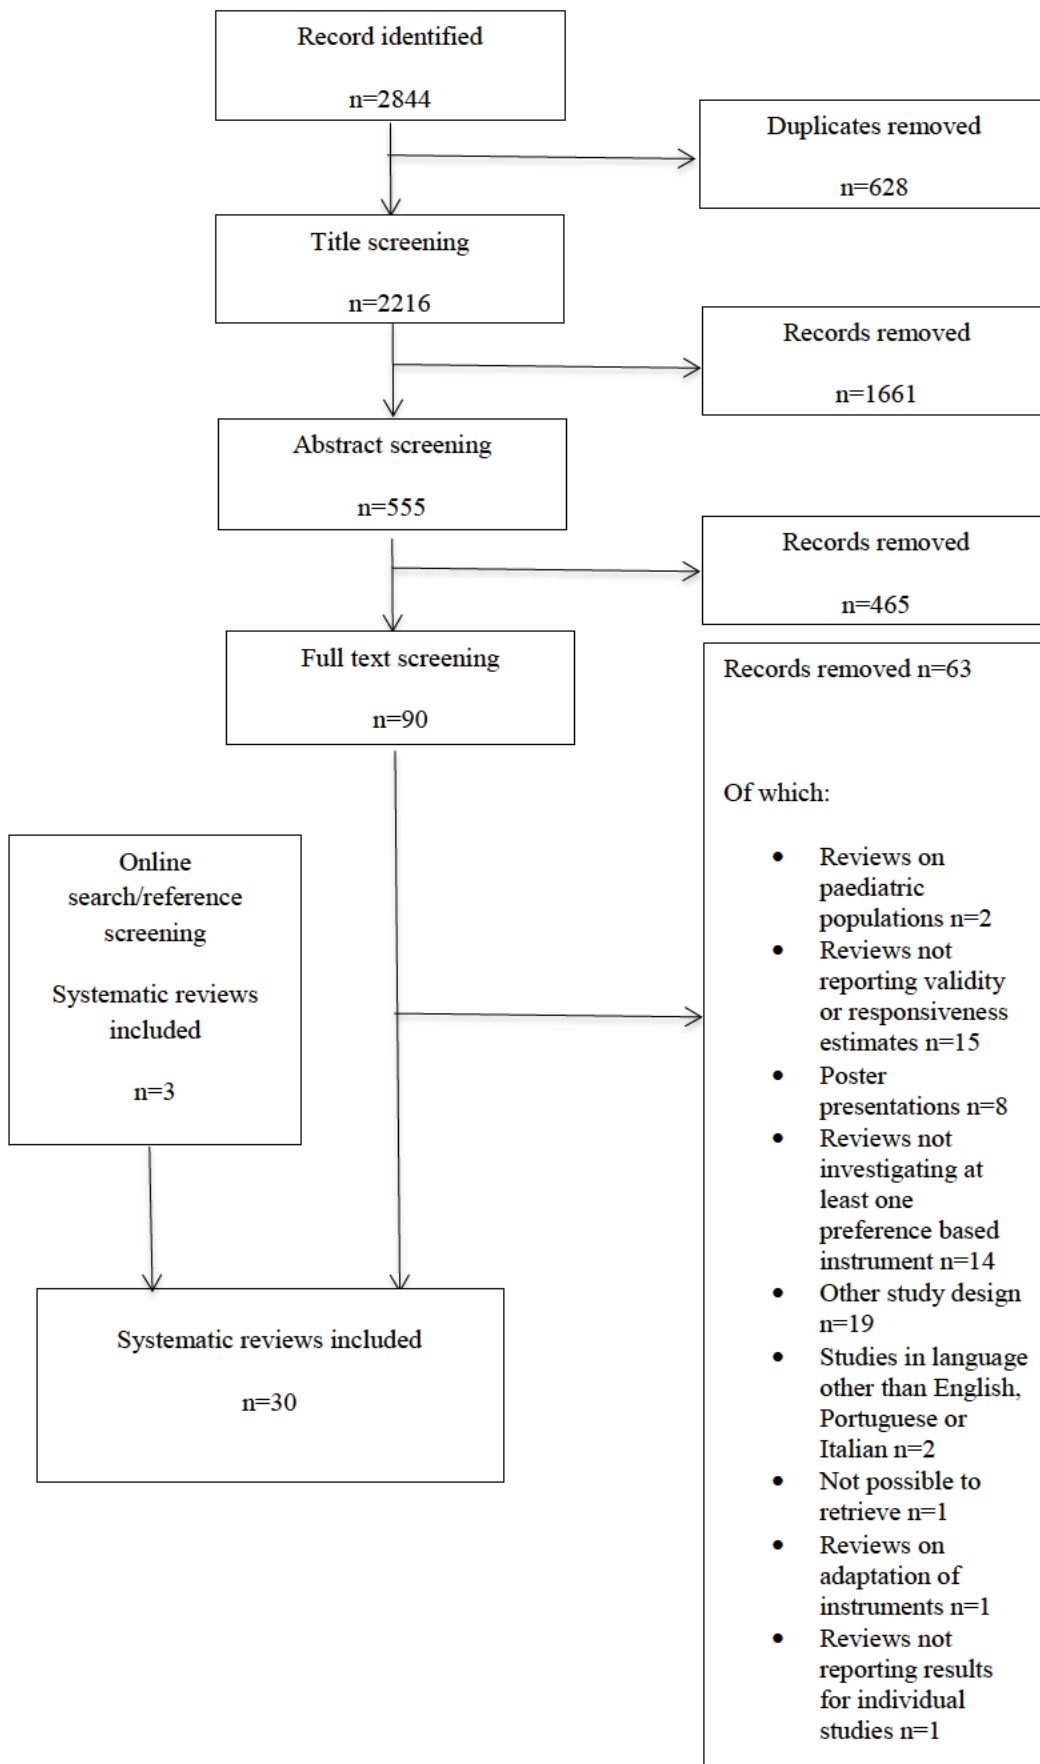 Record identified
n=2844
Duplicates removed
n=628
Title screening
n=2216
Records removed
n=1661
Abstract screening
n=555
Records removed
n=465
Full text screening
n=90
Records removed n=63
Of which:
• Reviews on
paediatric
populations n=2
• Reviews not
reporting validity
or responsiveness
estimates n=15
• Poster
presentations n=8
• Reviews not
investigating at
least one
preference based
instrument n=14
• Other study design
n=19
• Studies in language
other than English,
Portuguese or
Italian n=2
• Not possible to
retrieve n=1
• Reviews on
adaptation of
instruments n=1
• Reviews not
reporting results
for individual
studies n=1
Online
search/reference
screening
Systematic reviews
included
n=3
Systematic reviews included
n=30